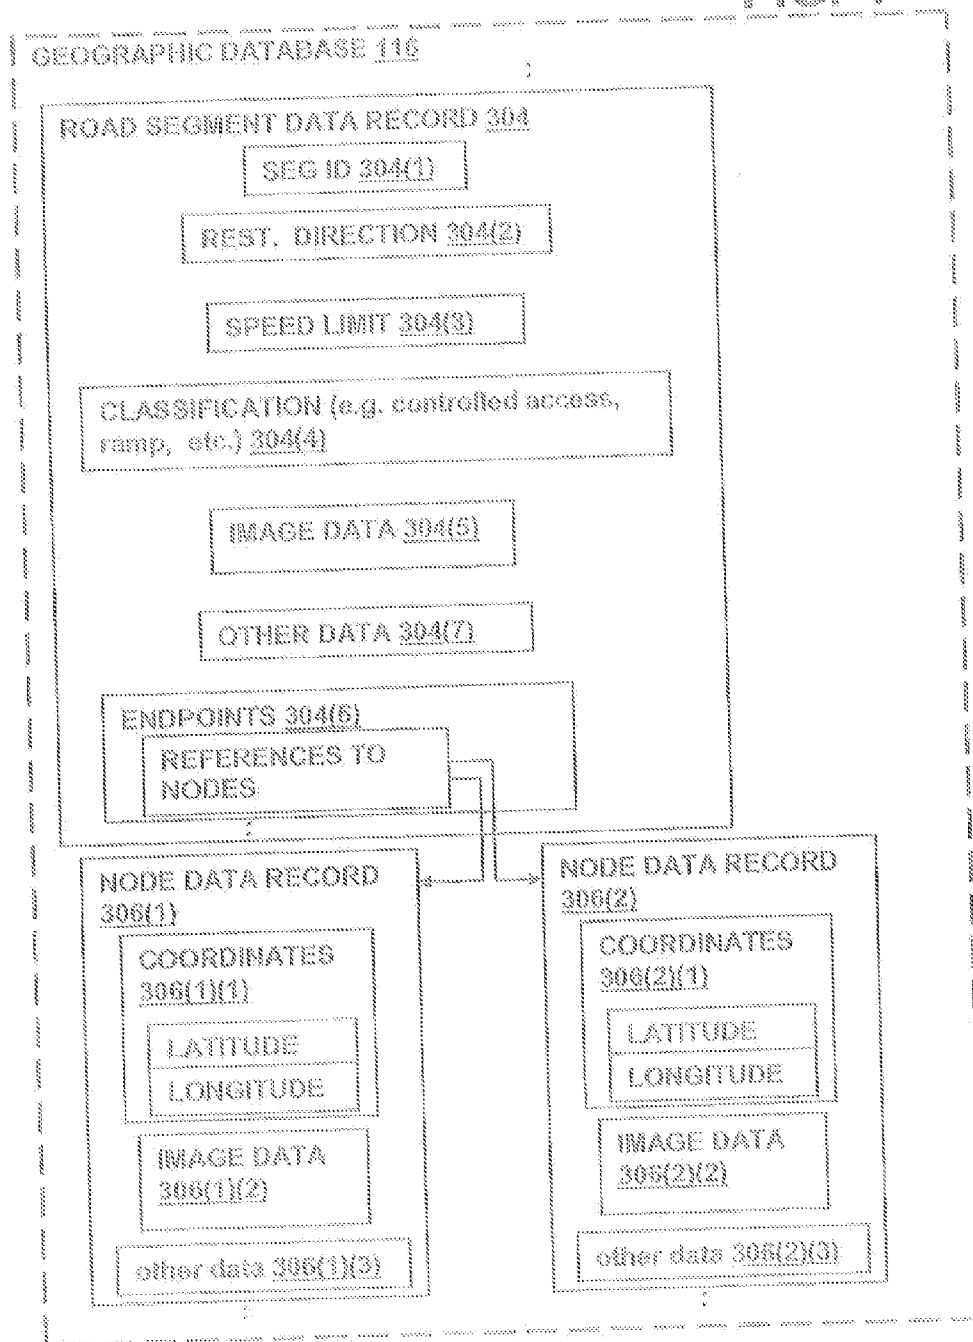 GEOGRAPHIC DATABASE 116
ROAD SEGMENT DATA RECORD 304
SEG ID 304(1)
REST. DIRECTION 304(2)
SPEED LIMIT 304(3)
CLASSIFICATION (e.g. controlled access,
ramp, etc.) 304(4)
IMAGE DATA 304(5)
OTHER DATA 304(7)
ENDPOINTS 304(6)
REFERENCES TO
NODES
NODE DATA RECORD
306(1)
COORDINATES
306(1)(1)
LATITUDE
LONGITUDE
IMAGE DATA
306(1)(2)
other data 306(1)(3)
NODE DATA RECORD
306(2)
COORDINATES
306(2)(1)
LATITUDE
LONGITUDE
IMAGE DATA
306(2)(2)
other data 306(2)(3)